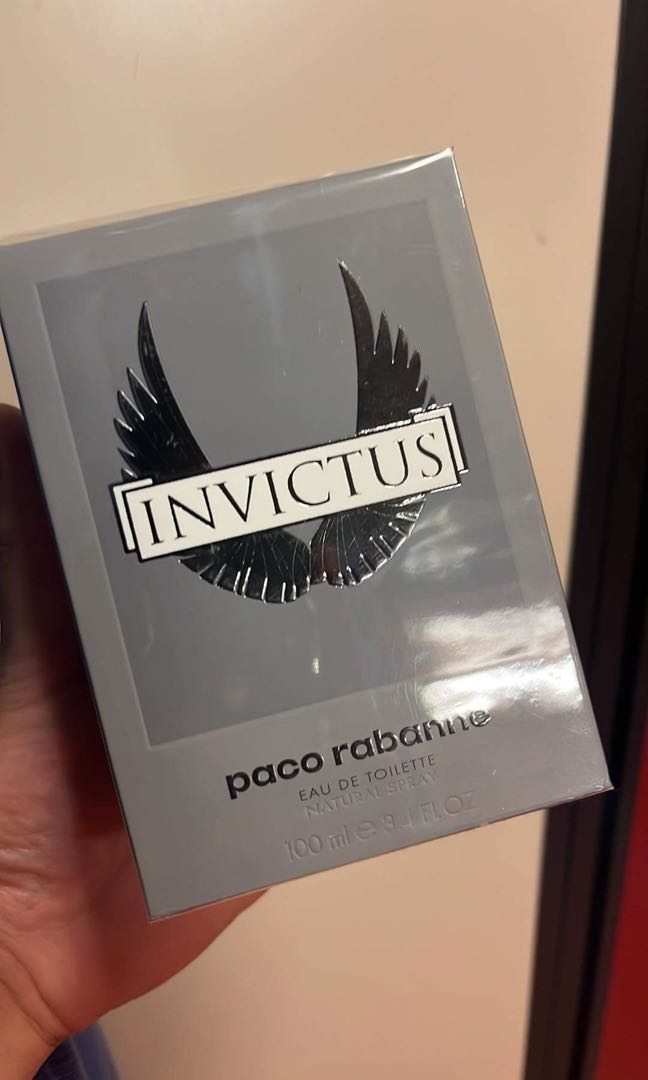 INVICTUS
paco rabanne
EAU DE TOILETTE
NATURAL SPRAY
100 ml e 3.4 FL.OZ